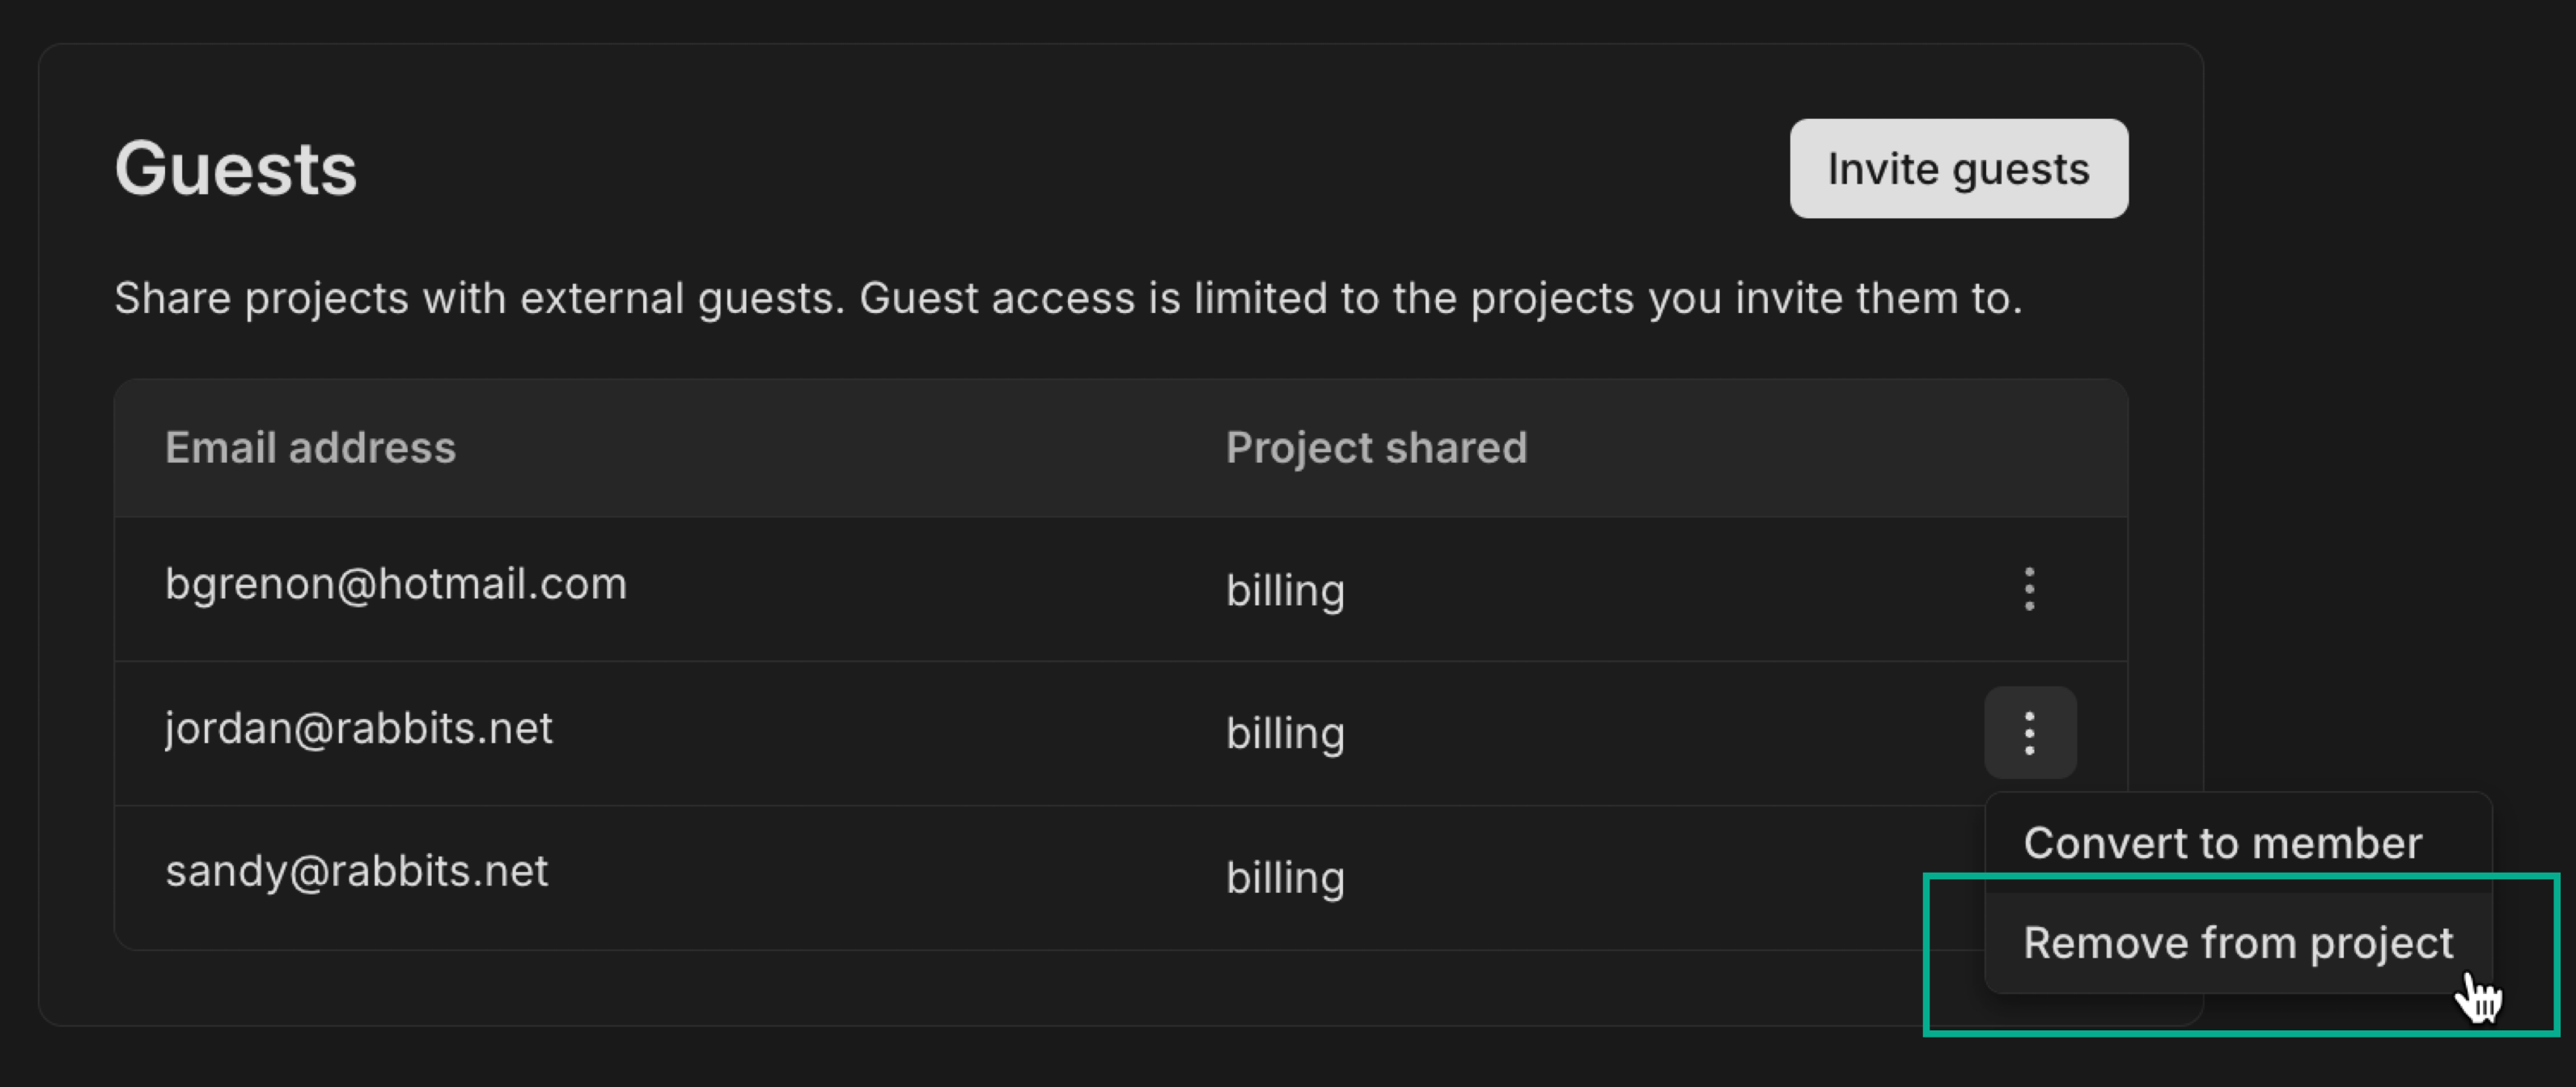 Guests
Invite guests
Share projects with external guests. Guest access is limited to the projects you invite them to.
Email address Project shared
bgrenon@hotmail.com billing
jordan@rabbits.net billing
Convert to member
sandy@rabbits.net billing
Remove from project